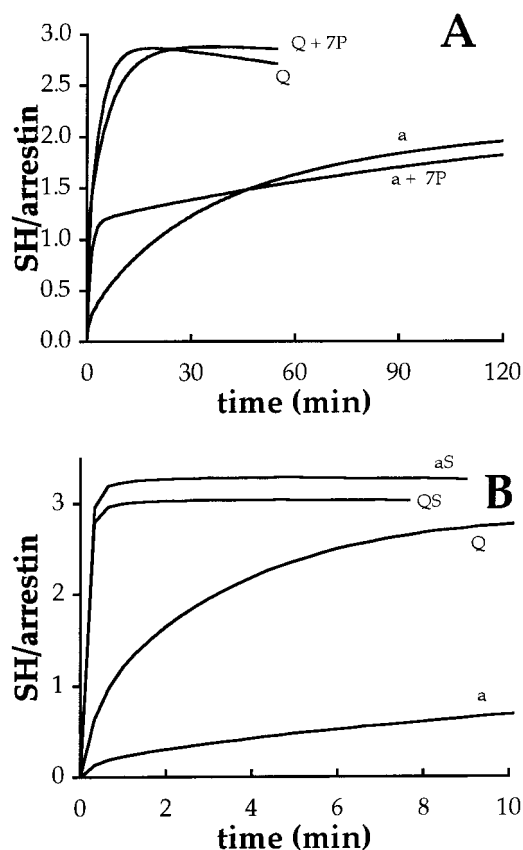 A
3.0
2.5
2.0
1.5
1.0
0.5
0.0
SH/arrestin
Q + 7P
Q
a
a + 7P
0 30 60 90 120
time (min)
B
3
2
1
0
SH/arrestin
aS
QS
Q
a
0 2 4 6 8 10
time (min)